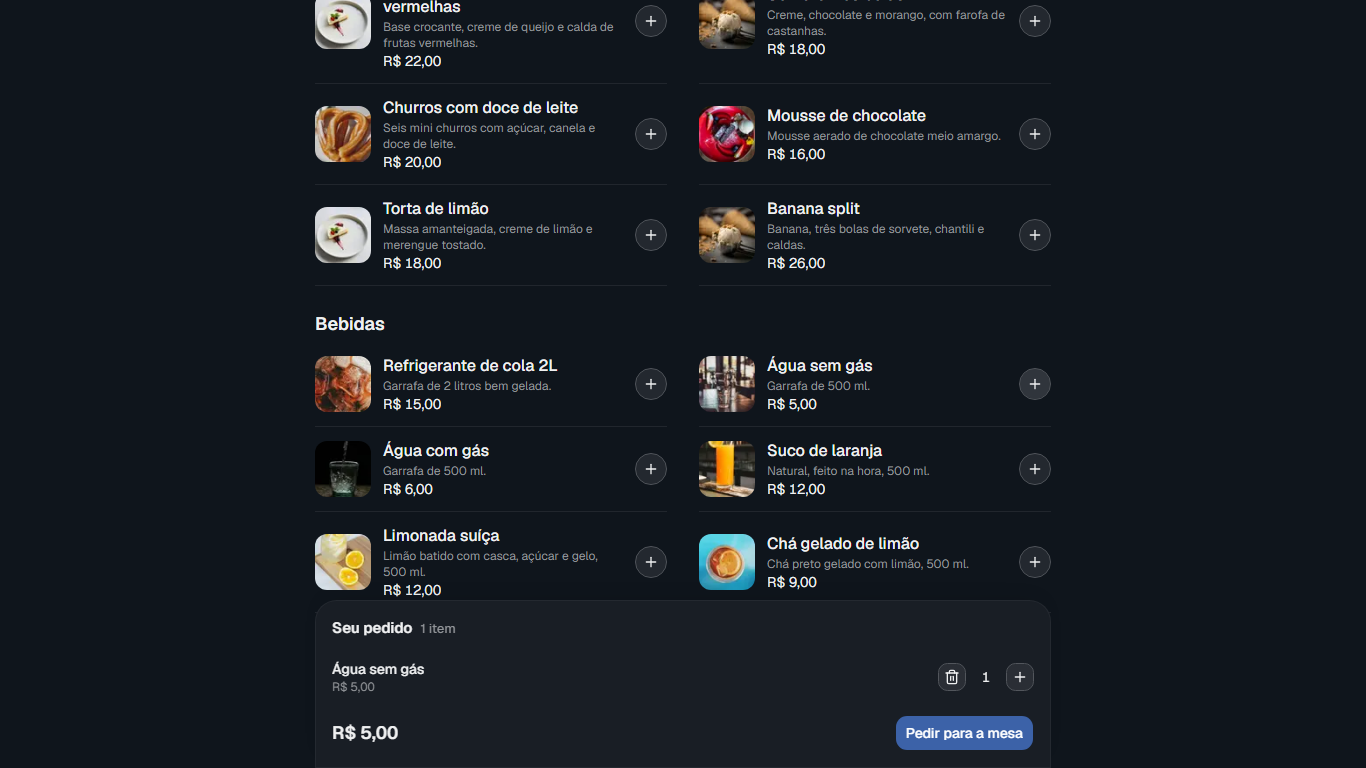 vermelhas
Base crocante, creme de queijo e calda de
frutas vermelhas.
R$ 22,00
Creme, chocolate e morango, com farofa de
castanhas.
R$ 18,00
Churros com doce de leite
Seis mini churros com açúcar, canela e
doce de leite.
R$ 20,00
Mousse de chocolate
Mousse aerado de chocolate meio amargo.
R$ 16,00
Torta de limão
Massa amanteigada, creme de limão e
merengue tostado.
R$ 18,00
Banana split
Banana, três bolas de sorvete, chantili e
caldas.
R$ 26,00
Bebidas
Refrigerante de cola 2L
Garrafa de 2 litros bem gelada.
R$ 15,00
Água sem gás
Garrafa de 500 ml.
R$ 5,00
Água com gás
Garrafa de 500 ml.
R$ 6,00
Suco de laranja
Natural, feito na hora, 500 ml.
R$ 12,00
Limonada suíça
Limão batido com casca, açúcar e gelo,
500 ml.
R$ 12,00
Chá gelado de limão
Chá preto gelado com limão, 500 ml.
R$ 9,00
Seu pedido 1 item
Água sem gás
R$ 5,00
1
R$ 5,00
Pedir para a mesa